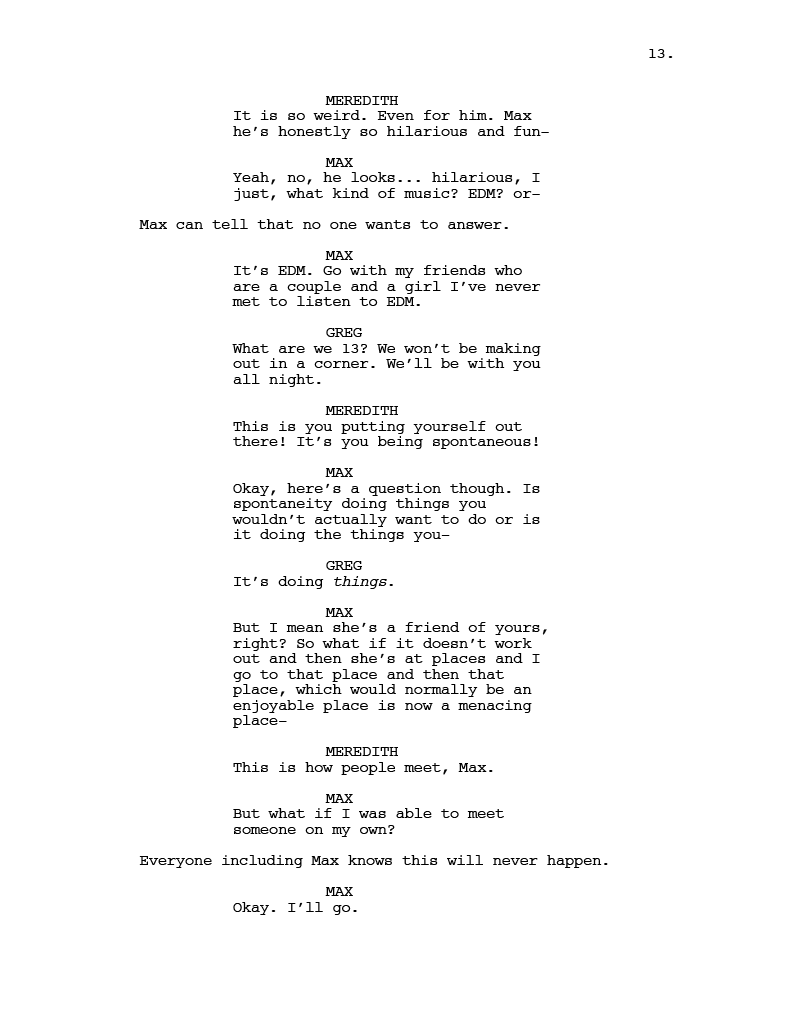 13.
MEREDITH
It is so weird. Even for him. Max
he's honestly so hilarious and fun-
MAX
Yeah, no, he looks... hilarious, I
just, what kind of music? EDM? or-
Max can tell that no one wants to answer.
MAX
It's EDM. Go with my friends who
are a couple and a girl I've never
met to listen to EDM.
GREG
What are we 13? We won't be making
out in a corner. We'll be with you
all night.
MEREDITH
This is you putting yourself out
there! It's you being spontaneous!
MAX
Okay, here's a question though. Is
spontaneity doing things you
wouldn't actually want to do or is
it doing the things you-
GREG
It's doing things.
MAX
But I mean she's a friend of yours,
right? So what if it doesn't work
out and then she's at places and I
go to that place and then that
place, which would normally be an
enjoyable place is now a menacing
place-
MEREDITH
This is how people meet, Max.
MAX
But what if I was able to meet
someone on my own?
Everyone including Max knows this will never happen.
MAX
Okay. I'll go.